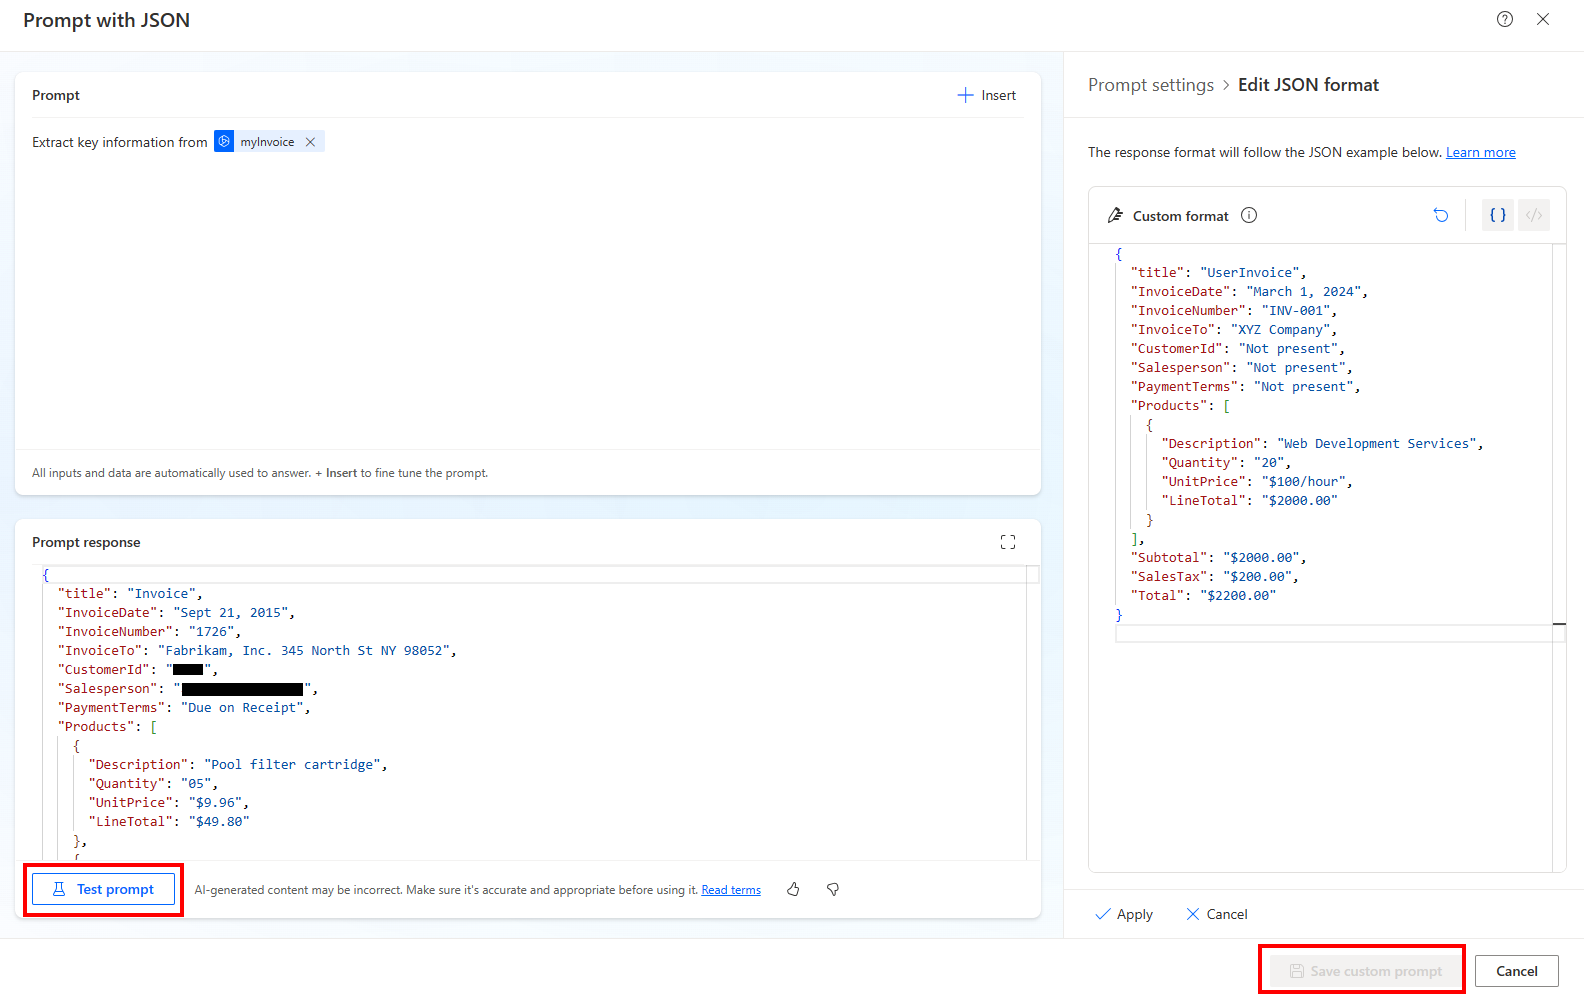 Prompt with JSON
Prompt
Insert
Extract key information from myInvoice
All inputs and data are automatically used to answer. + Insert to fine tune the prompt.
Prompt response
{
"title": "Invoice",
"InvoiceDate": "Sept 21, 2015",
"InvoiceNumber": "1726",
"InvoiceTo": "Fabrikam, Inc. 345 North St NY 98052",
"CustomerId": "",
"Salesperson": "",
"PaymentTerms": "Due on Receipt",
"Products": [
{
"Description": "Pool filter cartridge",
"Quantity": "05",
"UnitPrice": "$9.96",
"LineTotal": "$49.80"
},
{
Test prompt
AI-generated content may be incorrect. Make sure it's accurate and appropriate before using it. Read terms
Prompt settings > Edit JSON format
The response format will follow the JSON example below. Learn more
Custom format
{ }
</>
{
"title": "UserInvoice",
"InvoiceDate": "March 1, 2024",
"InvoiceNumber": "INV-001",
"InvoiceTo": "XYZ Company",
"CustomerId": "Not present",
"Salesperson": "Not present",
"PaymentTerms": "Not present",
"Products": [
{
"Description": "Web Development Services",
"Quantity": "20",
"UnitPrice": "$100/hour",
"LineTotal": "$2000.00"
}
],
"Subtotal": "$2000.00",
"SalesTax": "$200.00",
"Total": "$2200.00"
}
Apply
Cancel
Save custom prompt
Cancel